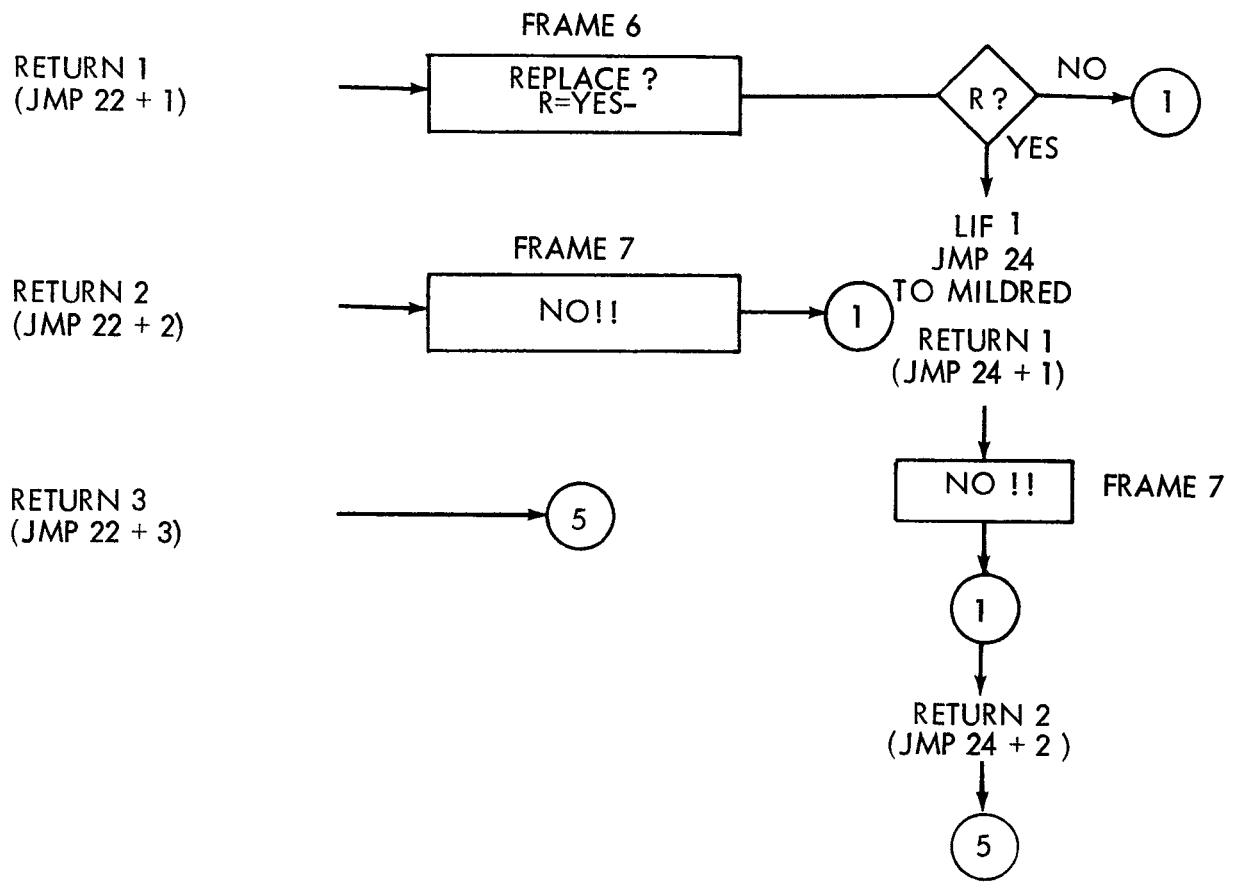 FRAME 6
RETURN 1
(JMP 22 + 1)
REPLACE ?
R=YES-
R ?
NO
1
YES
LIF 1
JMP 24
TO MILDRED
FRAME 7
RETURN 2
(JMP 22 + 2)
NO!!
1
RETURN 1
(JMP 24 + 1)
RETURN 3
(JMP 22 + 3)
5
NO !!
FRAME 7
1
RETURN 2
(JMP 24 + 2 )
5